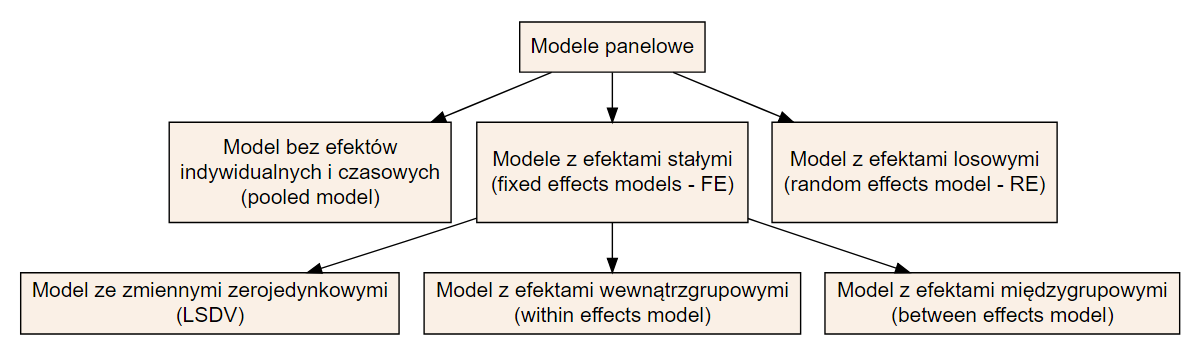 Modele panelowe
Model bez efektów
indywidualnych i czasowych
(pooled model)
Modele z efektami stałymi
(fixed effects models - FE)
Model z efektami losowymi
(random effects model - RE)
Model ze zmiennymi zerojedynkowymi
(LSDV)
Model z efektami wewnątrzgrupowymi
(within effects model)
Model z efektami międzygrupowymi
(between effects model)